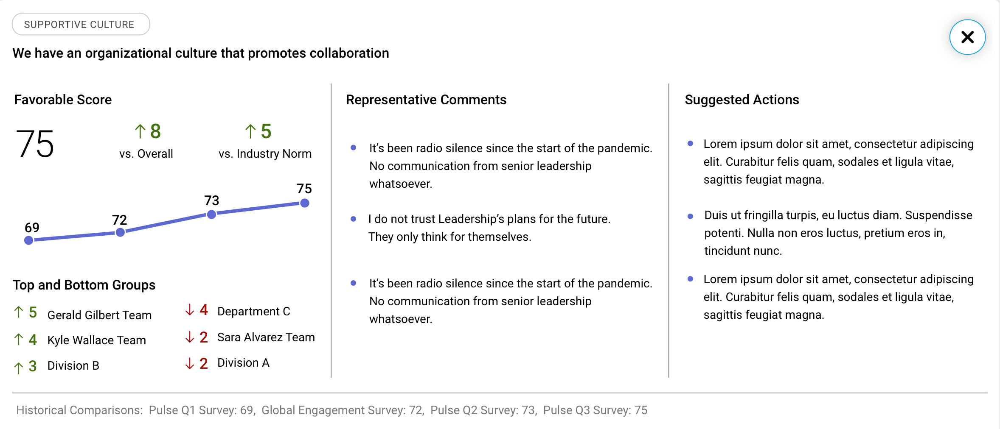 SUPPORTIVE CULTURE
We have an organizational culture that promotes collaboration
Favorable Score
75
↑ 8
vs. Overall
↑ 5
vs. Industry Norm
69
72
73
75
Top and Bottom Groups
↑ 5 Gerald Gilbert Team
↑ 4 Kyle Wallace Team
↑ 3 Division B
↓ 4 Department C
↓ 2 Sara Alvarez Team
↓ 2 Division A
Representative Comments
It’s been radio silence since the start of the pandemic.
No communication from senior leadership
whatsoever.
I do not trust Leadership’s plans for the future.
They only think for themselves.
It’s been radio silence since the start of the pandemic.
No communication from senior leadership
whatsoever.
Suggested Actions
Lorem ipsum dolor sit amet, consectetur adipiscing
elit. Curabitur felis quam, sodales et ligula vitae,
sagittis feugiat magna.
Duis ut fringilla turpis, eu luctus diam. Suspendisse
potenti. Nulla non eros luctus, pretium eros in,
tincidunt nunc.
Lorem ipsum dolor sit amet, consectetur adipiscing
elit. Curabitur felis quam, sodales et ligula vitae,
sagittis feugiat magna.
Historical Comparisons: Pulse Q1 Survey: 69, Global Engagement Survey: 72, Pulse Q2 Survey: 73, Pulse Q3 Survey: 75